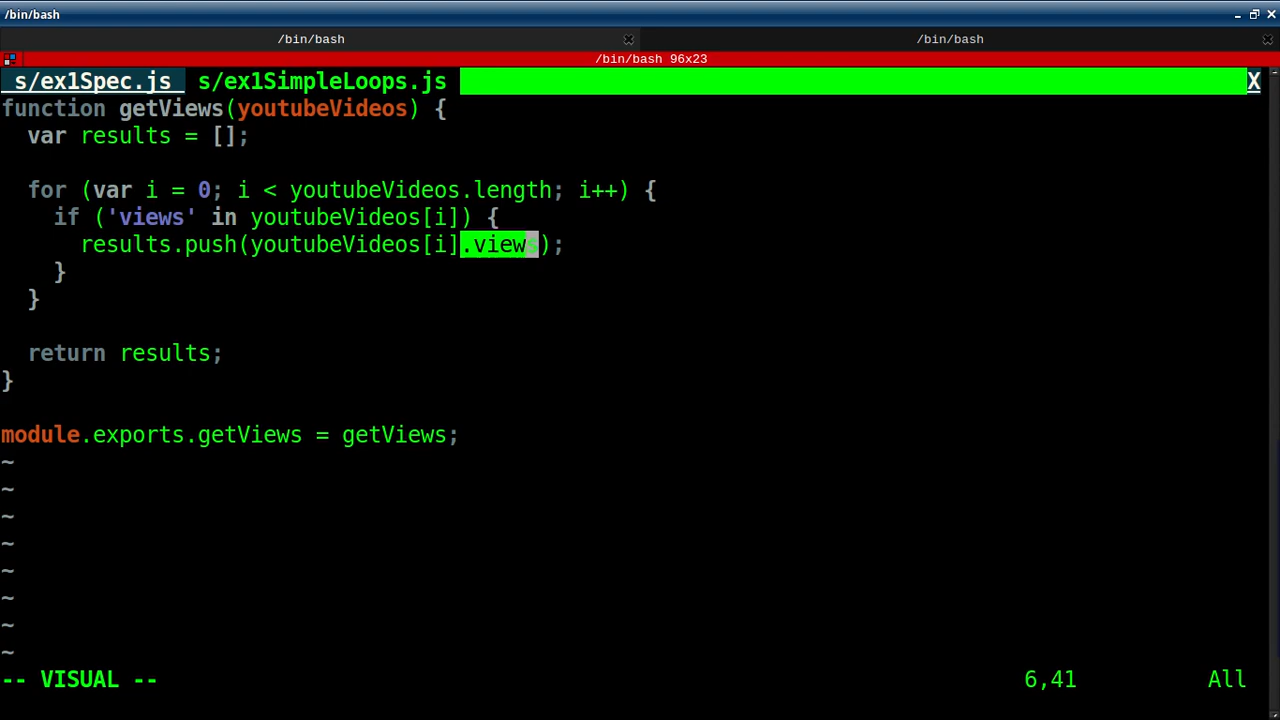 /bin/bash
/bin/bash /bin/bash
/bin/bash 96x23
s/ex1Spec.js s/ex1SimpleLoops.js X
function getViews(youtubeVideos) {
  var results = [];

  for (var i = 0; i < youtubeVideos.length; i++) {
    if ('views' in youtubeVideos[i]) {
      results.push(youtubeVideos[i].views);
    }
  }

  return results;
}

module.exports.getViews = getViews;
~
~
~
~
~
~
~
~
-- VISUAL -- 6,41 All